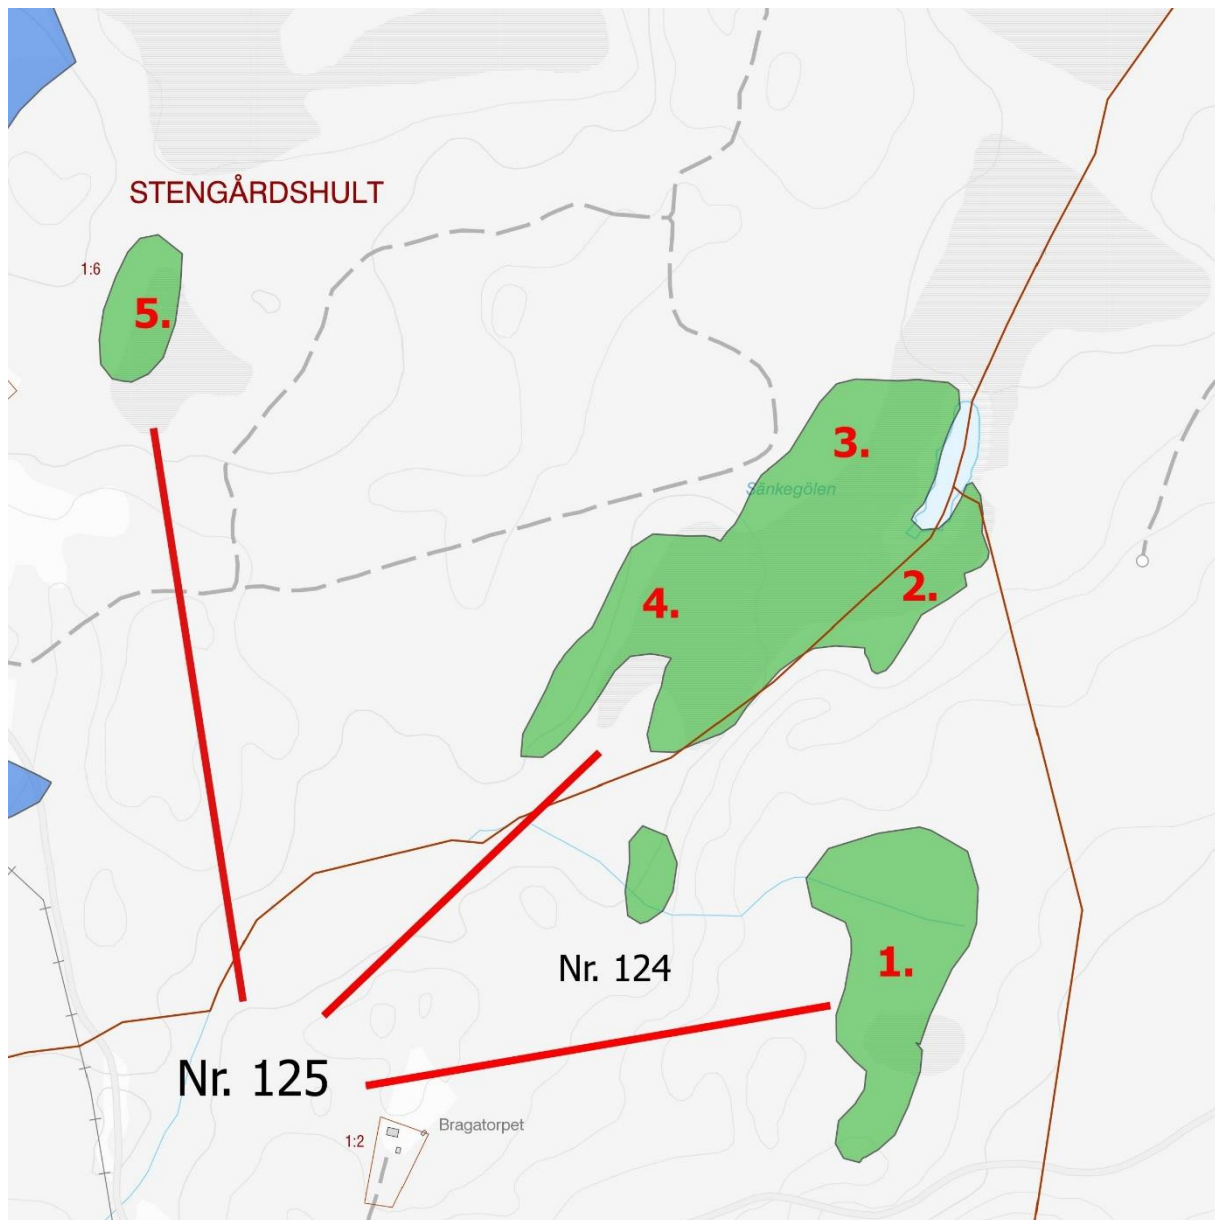 STENGÅRDSHULT
1:6
5.
3.
Sänkegölen
2.
4.
1.
Nr. 124
Nr. 125
1:2
Bragatorpet